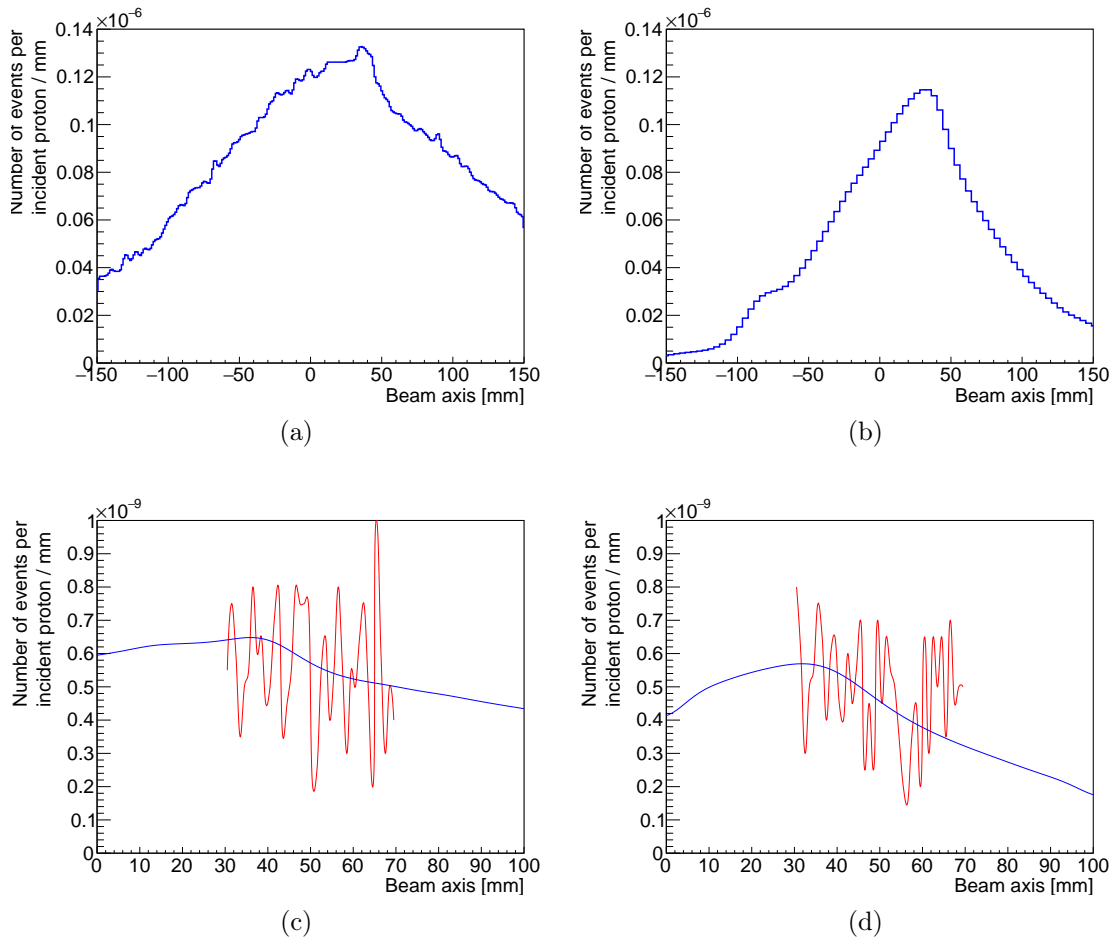 ×10⁻⁶
Number of events per
incident proton / mm
0.14
0.12
0.1
0.08
0.06
0.04
0.02
0
−150 −100 −50 0 50 100 150
Beam axis [mm]
(a)
×10⁻⁶
Number of events per
incident proton / mm
0.14
0.12
0.1
0.08
0.06
0.04
0.02
0
−150 −100 −50 0 50 100 150
Beam axis [mm]
(b)
×10⁻⁹
Number of events per
incident proton / mm
1
0.9
0.8
0.7
0.6
0.5
0.4
0.3
0.2
0.1
0
0 10 20 30 40 50 60 70 80 90 100
Beam axis [mm]
(c)
×10⁻⁹
Number of events per
incident proton / mm
1
0.9
0.8
0.7
0.6
0.5
0.4
0.3
0.2
0.1
0
0 10 20 30 40 50 60 70 80 90 100
Beam axis [mm]
(d)